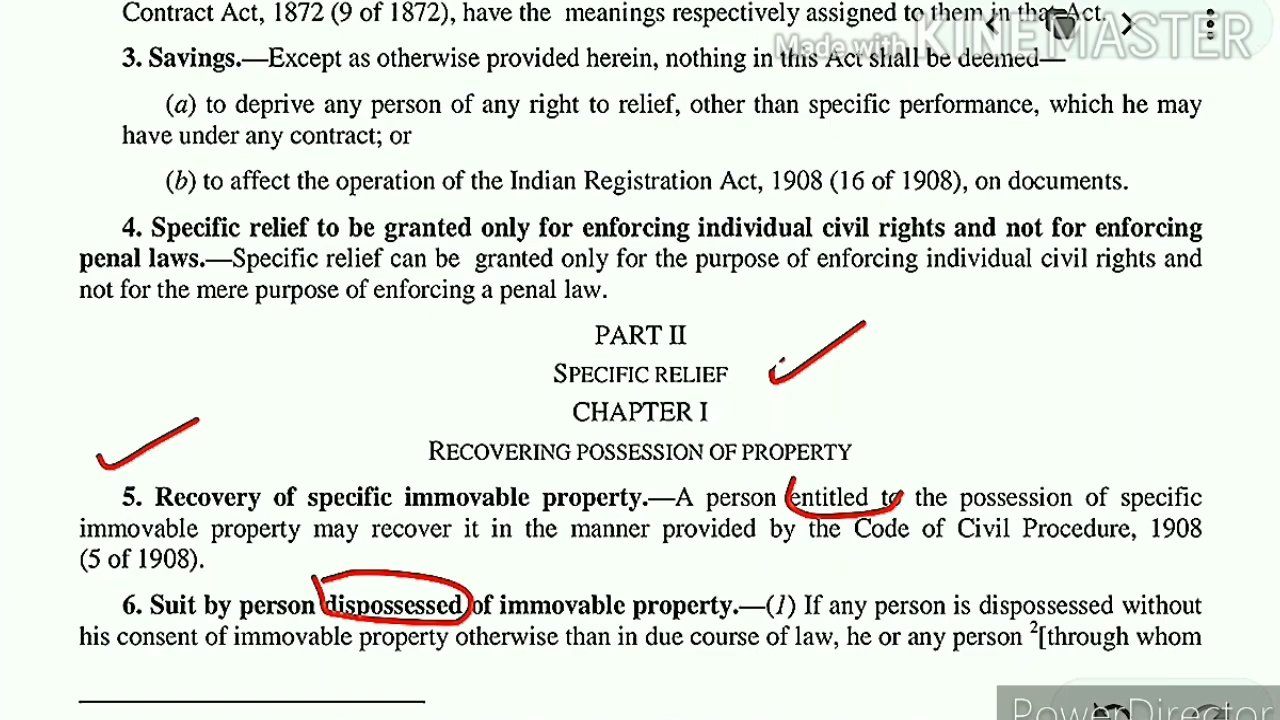 Contract Act, 1872 (9 of 1872), have the meanings respectively assigned to them in that Act.
Made with KINEMASTER
3. Savings.—Except as otherwise provided herein, nothing in this Act shall be deemed—
(a) to deprive any person of any right to relief, other than specific performance, which he may
have under any contract; or
(b) to affect the operation of the Indian Registration Act, 1908 (16 of 1908), on documents.
4. Specific relief to be granted only for enforcing individual civil rights and not for enforcing
penal laws.—Specific relief can be granted only for the purpose of enforcing individual civil rights and
not for the mere purpose of enforcing a penal law.
PART II
SPECIFIC RELIEF
CHAPTER I
RECOVERING POSSESSION OF PROPERTY
5. Recovery of specific immovable property.—A person entitled to the possession of specific
immovable property may recover it in the manner provided by the Code of Civil Procedure, 1908
(5 of 1908).
6. Suit by person dispossessed of immovable property.—(1) If any person is dispossessed without
his consent of immovable property otherwise than in due course of law, he or any person 2[through whom
PowerDirector